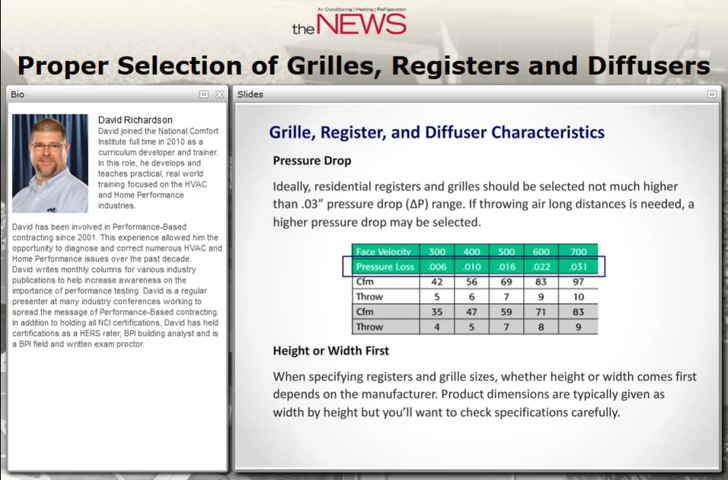 Air Conditioning | Heating | Refrigeration
the NEWS
Proper Selection of Grilles, Registers and Diffusers
Bio
David Richardson
David joined the National Comfort
Institute full time in 2010 as a
curriculum developer and trainer.
In this role, he develops and
teaches practical, real world
training focused on the HVAC
and Home Performance
industries.
David has been involved in Performance-Based
contracting since 2001. This experience allowed him the
opportunity to diagnose and correct numerous HVAC and
Home Performance issues over the past decade.
David writes monthly columns for various industry
publications to help increase awareness on the
importance of performance testing. David is a regular
presenter at many industry conferences working to
spread the message of Performance-Based contracting.
In addition to holding all NCI certifications, David has held
certifications as a HERS rater, BPI building analyst and is
a BPI field and written exam proctor.
Slides
Grille, Register, and Diffuser Characteristics
Pressure Drop
Ideally, residential registers and grilles should be selected not much higher
than .03” pressure drop (ΔP) range. If throwing air long distances is needed, a
higher pressure drop may be selected.
Face Velocity 300 400 500 600 700
Pressure Loss .006 .010 .016 .022 .031
Cfm 42 56 69 83 97
Throw 5 6 7 9 10
Cfm 35 47 59 71 83
Throw 4 5 7 8 9
Height or Width First
When specifying registers and grille sizes, whether height or width comes first
depends on the manufacturer. Product dimensions are typically given as
width by height but you’ll want to check specifications carefully.